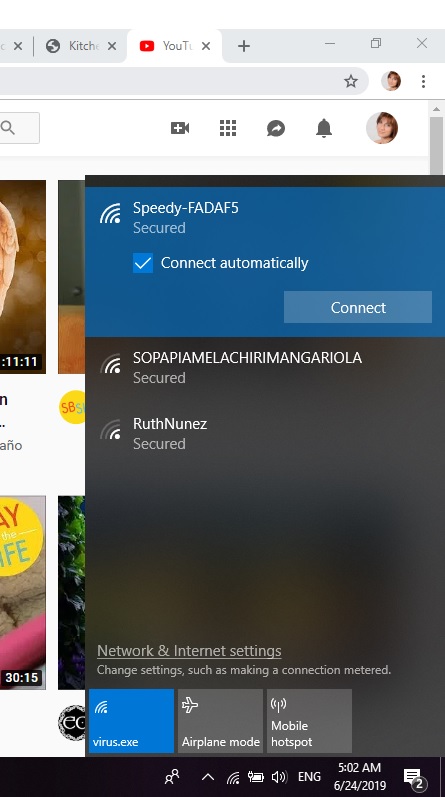 Kitche
YouTu
Speedy-FADAF5
Secured
Connect automatically
Connect
:11:11
SOPAPIAMELACHIRIMANGARIOLA
Secured
n
..
año
RuthNunez
Secured
30:15
Network & Internet settings
Change settings, such as making a connection metered.
virus.exe
Airplane mode
Mobile
hotspot
ENG
5:02 AM
6/24/2019
2